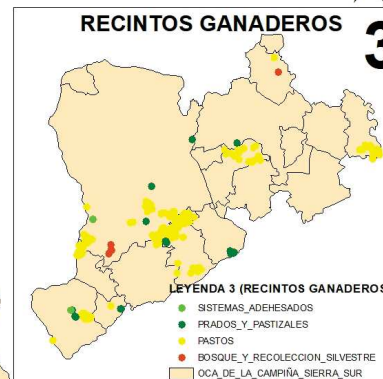 RECINTOS GANADEROS
3
LEYENDA 3 (RECINTOS GANADEROS
SISTEMAS_ADEHESADOS
PRADOS_Y_PASTIZALES
PASTOS
BOSQUE_Y_RECOLECCION_SILVESTRE
OCA_DE_LA_CAMPIÑA_SIERRA_SUR